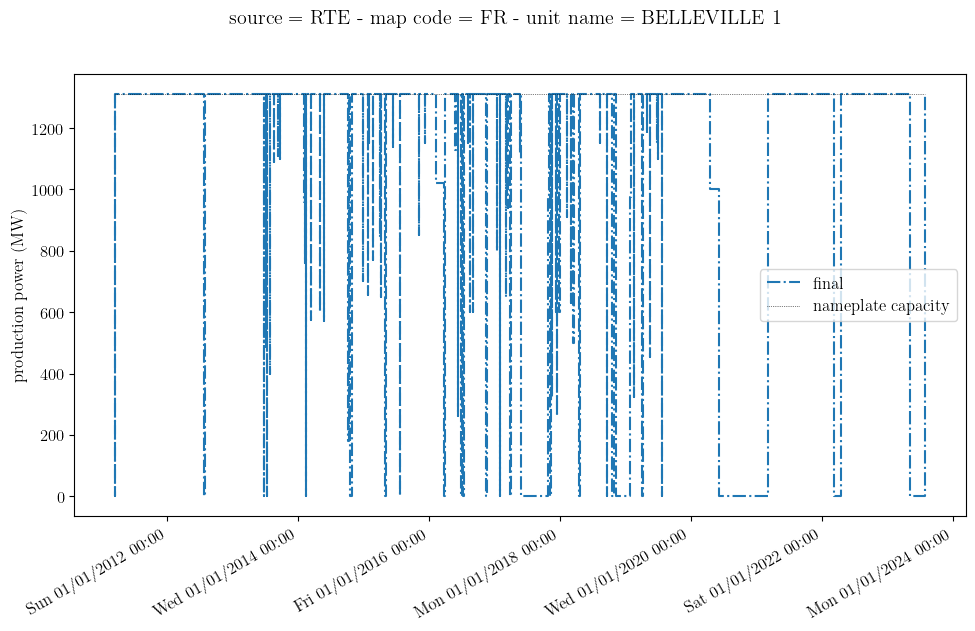 source = RTE - map code = FR - unit name = BELLEVILLE 1
production power (MW)
1200
1000
800
600
400
200
0
final
nameplate capacity
Sun 01/01/2012 00:00
Wed 01/01/2014 00:00
Fri 01/01/2016 00:00
Mon 01/01/2018 00:00
Wed 01/01/2020 00:00
Sat 01/01/2022 00:00
Mon 01/01/2024 00:00